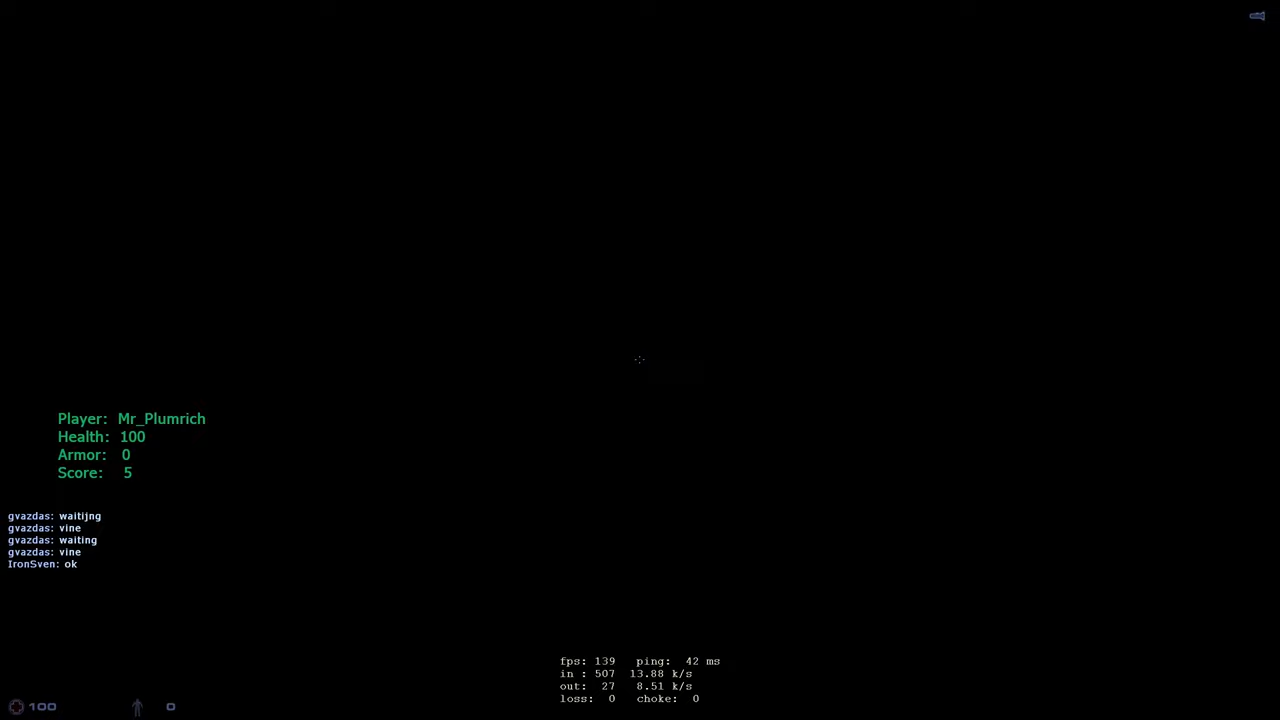 Player: Mr_Plumrich
Health: 100
Armor: 0
Score: 5
gvazdas: waitijng
gvazdas: vine
gvazdas: waiting
gvazdas: vine
IronSven: ok
fps: 139 ping: 42 ms
in : 507 13.88 k/s
out: 27 8.51 k/s
loss: 0 choke: 0
100 0